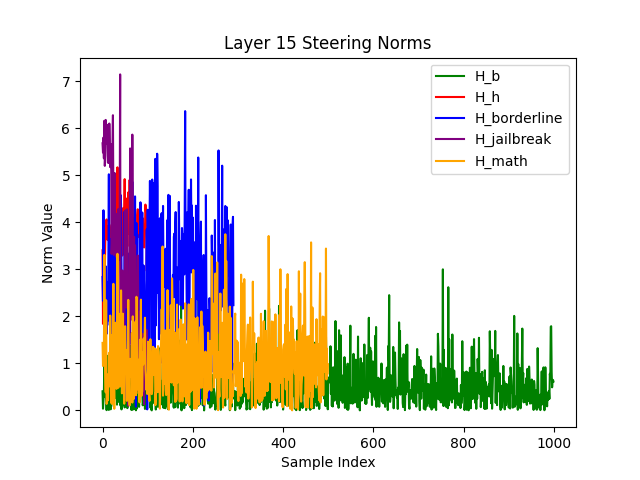 Layer 15 Steering Norms
H_b
H_h
H_borderline
H_jailbreak
H_math
Norm Value
7
6
5
4
3
2
1
0
0 200 400 600 800 1000
Sample Index